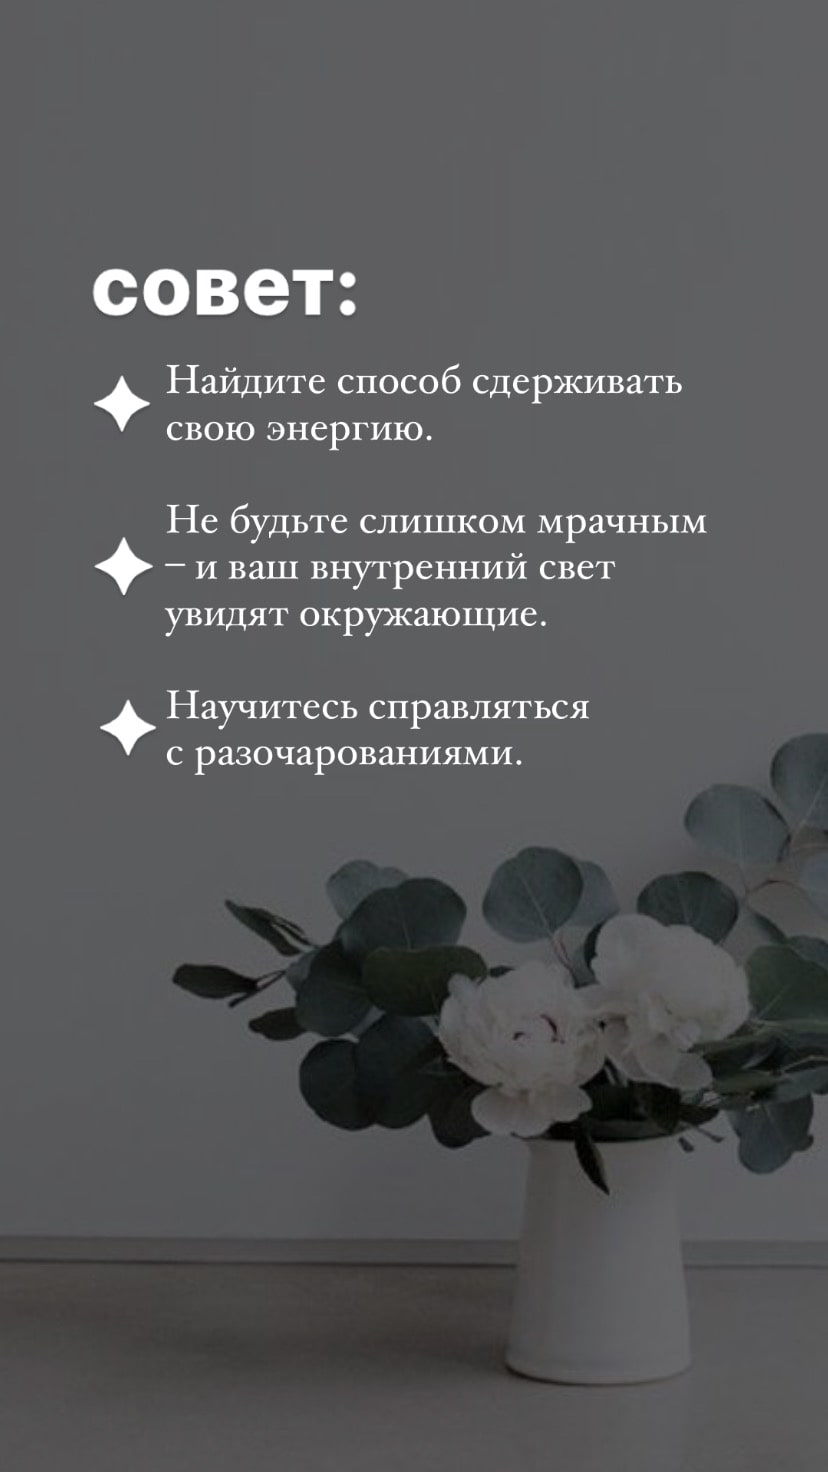 совет:
Найдите способ сдерживать
свою энергию.
Не будьте слишком мрачным
– и ваш внутренний свет
увидят окружающие.
Научитесь справляться
с разочарованиями.